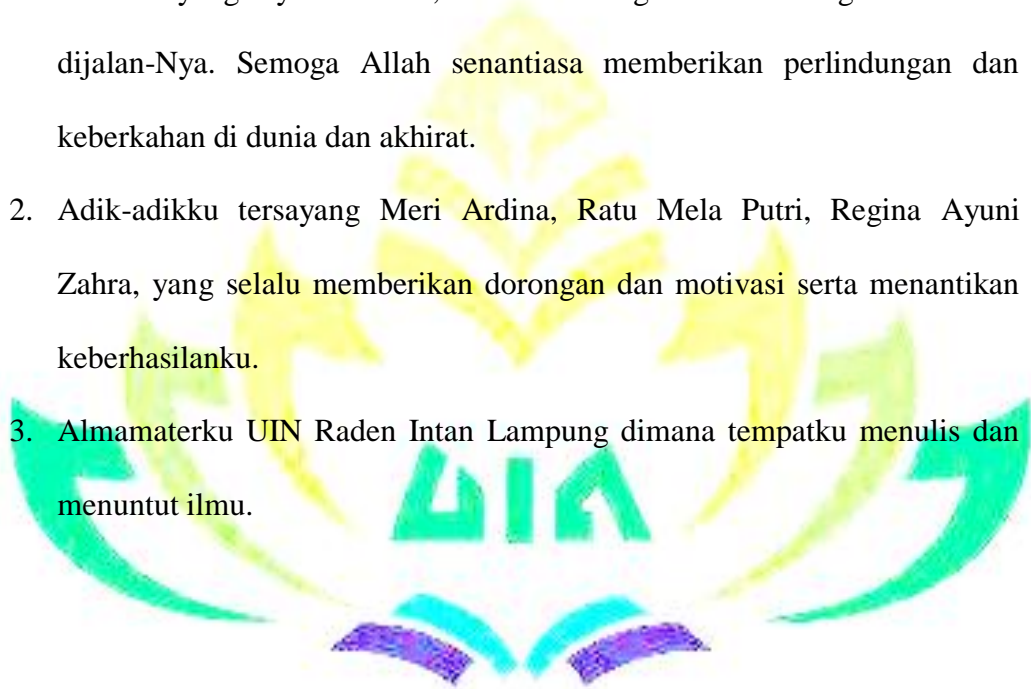 dijalan-Nya. Semoga Allah senantiasa memberikan perlindungan dan
keberkahan di dunia dan akhirat.
2. Adik-adikku tersayang Meri Ardina, Ratu Mela Putri, Regina Ayuni
Zahra, yang selalu memberikan dorongan dan motivasi serta menantikan
keberhasilanku.
3. Almamaterku UIN Raden Intan Lampung dimana tempatku menulis dan
menuntut ilmu.
UIN